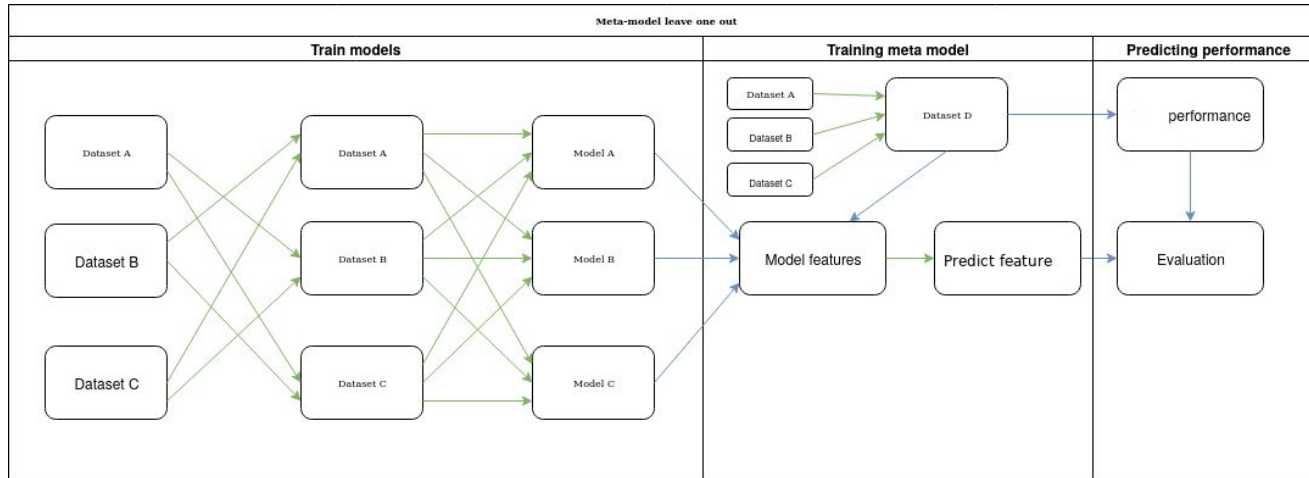 Meta-model leave one out
Train models
Training meta model
Predicting performance
Dataset A
Dataset B
Dataset C
Dataset A
Dataset B
Dataset C
Model A
Model B
Model C
Dataset A
Dataset B
Dataset C
Dataset D
Model features
Predict feature
performance
Evaluation